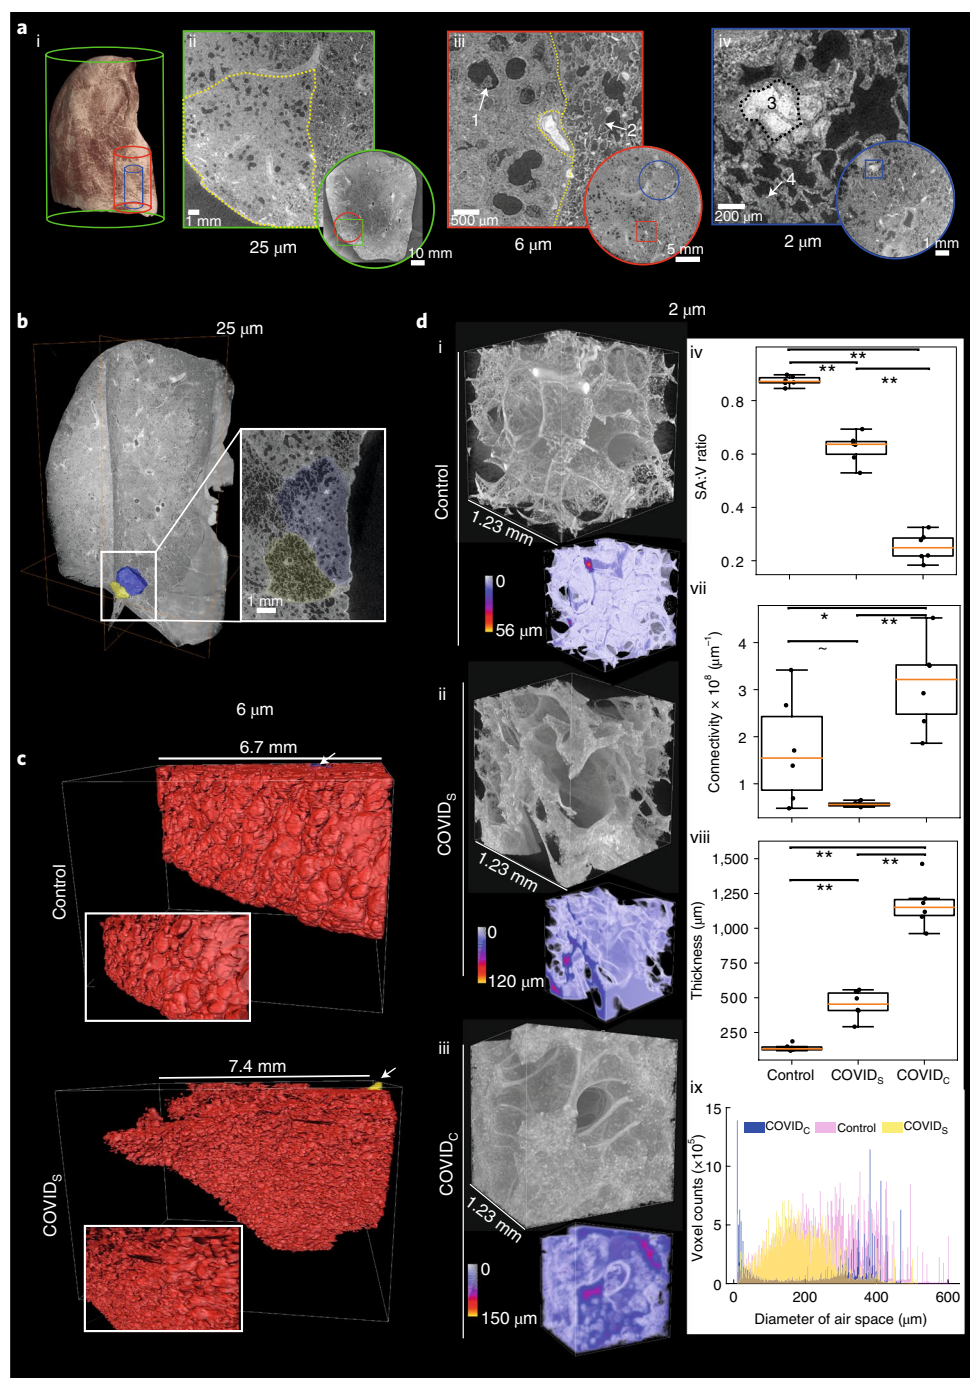 a
i
ii
1 mm
25 μm
10 mm
iii
1
2
500 μm
6 μm
5 mm
iv
3
4
200 μm
2 μm
1 mm
b
25 μm
1 mm
6 μm
c
6.7 mm
Control
7.4 mm
COVIDS
d
2 μm
i
Control
1.23 mm
0
56 μm
ii
COVIDS
1.23 mm
0
120 μm
iii
COVIDC
1.23 mm
0
150 μm
iv
**
**
**
SA:V ratio
0.8
0.6
0.4
0.2
vii
*
**
~
Connectivity × 10⁸ (μm⁻¹)
4
3
2
1
viii
**
**
**
Thickness (μm)
1,500
1,250
1,000
750
500
250
Control
COVIDS
COVIDC
ix
COVIDC
Control
COVIDS
Voxel counts (×10⁵)
15
10
5
0
0
200
400
600
Diameter of air space (μm)